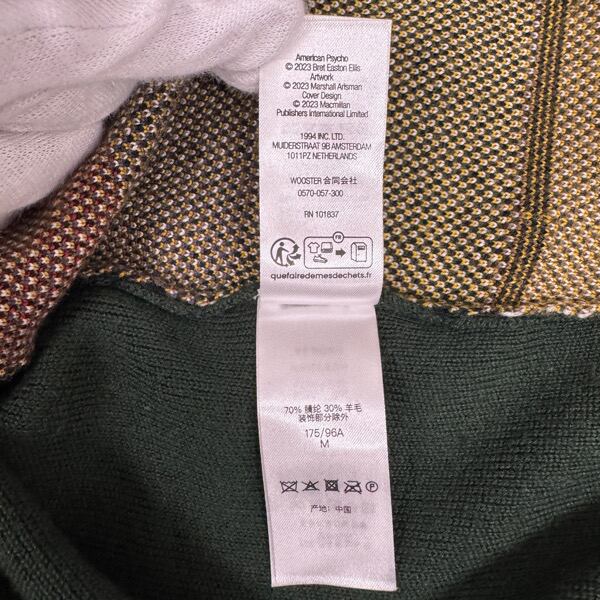 American Psycho
© 2023 Bret Easton Ellis
Artwork
© 2023 Marshall Artsman
Cover Design
© 2023 Macmillan
Publishers International Limited
1994 INC. LTD.
MUIDERSTRAAT 9B AMSTERDAM
1011PZ NETHERLANDS
WOOSTER 合同会社
0570-057-300
RN 101837
FR
quefairedemesdechets.fr
70% 腈纶 30% 羊毛
装饰部分除外
175/96A
M
P
产地: 中国